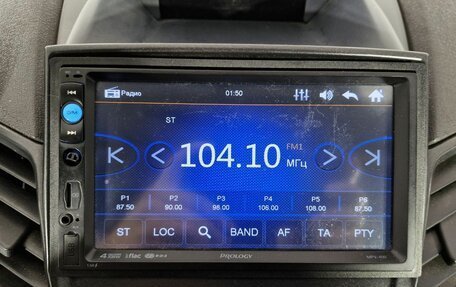 Радио 01:50
ST
104.10 FM1 МГц
P1 P2 P3 P4 P5 P6
87.50 90.00 98.00 106.00 108.00 87.50
ST LOC BAND AF TA PTY
flac PROLOGY